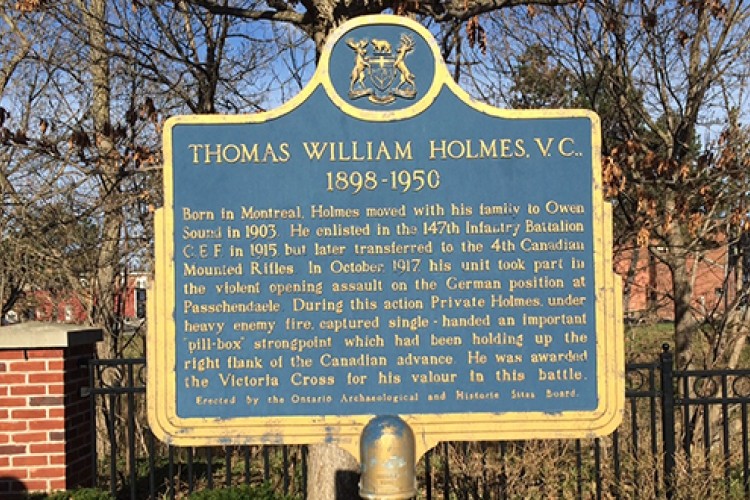 THOMAS WILLIAM HOLMES, V.C.,
1898-1950
Born in Montreal, Holmes moved with his family to Owen
Sound in 1903. He enlisted in the 147th Infantry Battalion
C.E.F. in 1915, but later transferred to the 4th Canadian
Mounted Rifles. In October, 1917, his unit took part in
the violent opening assault on the German position at
Passchendaele. During this action Private Holmes, under
heavy enemy fire, captured single-handed an important
"pill-box" strongpoint which had been holding up the
right flank of the Canadian advance. He was awarded
the Victoria Cross for his valour in this battle.
Erected by the Ontario Archaeological and Historic Sites Board.